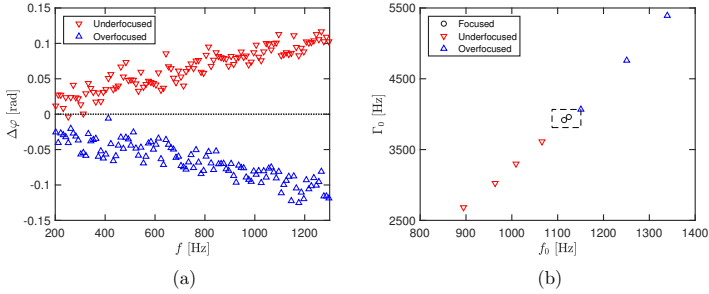 Underfocused
Overfocused
0.15
0.1
0.05
0
-0.05
-0.1
-0.15
Δφ [rad]
200 400 600 800 1000 1200
f [Hz]
(a)
Focused
Underfocused
Overfocused
5500
4500
3500
2500
Γ₀ [Hz]
800 900 1000 1100 1200 1300 1400
f₀ [Hz]
(b)